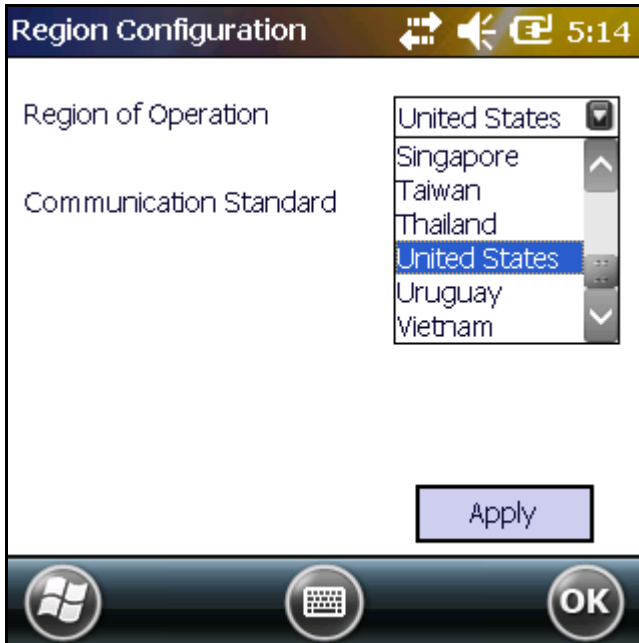 Region Configuration 5:14
Region of Operation United States
Singapore
Communication Standard Taiwan
Thailand
United States
Uruguay
Vietnam
Apply
OK